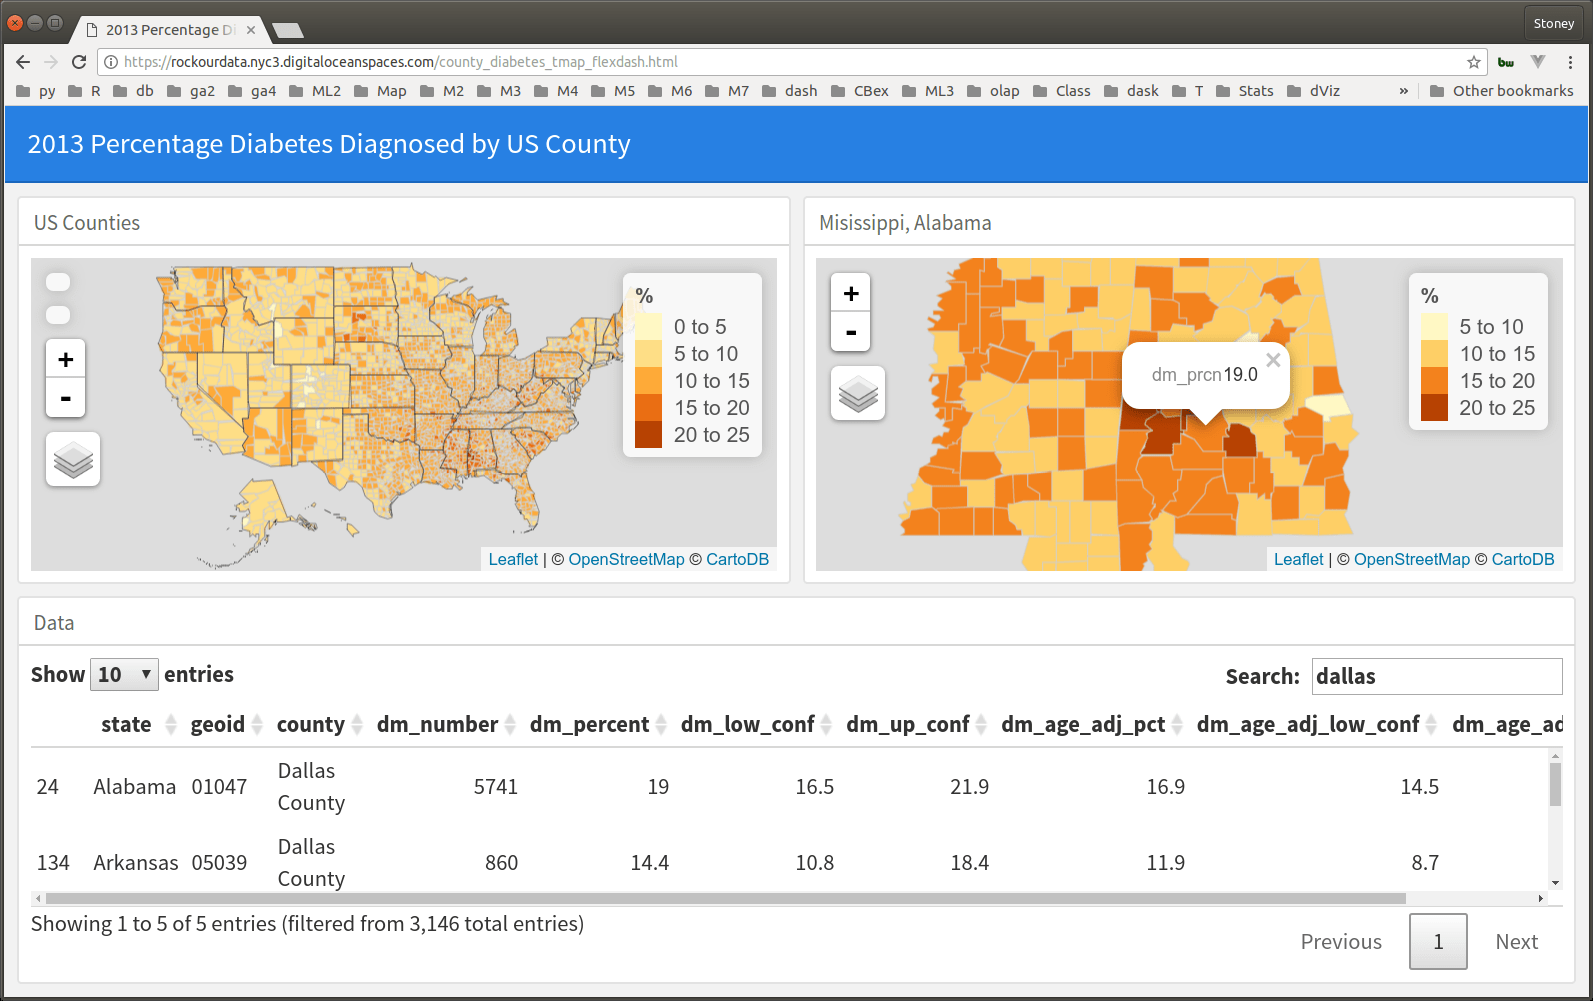 2013 Percentage Di
Stoney
https://rockourdata.nyc3.digitaloceanspaces.com/county_diabetes_tmap_flexdash.html
bw
py R db ga2 ga4 ML2 Map M2 M3 M4 M5 M6 M7 dash CBex ML3 olap Class dask T Stats dViz » Other bookmarks
2013 Percentage Diabetes Diagnosed by US County
US Counties
+
-
%
0 to 5
5 to 10
10 to 15
15 to 20
20 to 25
Leaflet | © OpenStreetMap © CartoDB
Misissippi, Alabama
+
-
dm_prcn 19.0
×
%
5 to 10
10 to 15
15 to 20
20 to 25
Leaflet | © OpenStreetMap © CartoDB
Data
Show 10 entries
Search: dallas
state geoid county dm_number dm_percent dm_low_conf dm_up_conf dm_age_adj_pct dm_age_adj_low_conf dm_age_ad
24 Alabama 01047 Dallas County 5741 19 16.5 21.9 16.9 14.5
134 Arkansas 05039 Dallas County 860 14.4 10.8 18.4 11.9 8.7
Showing 1 to 5 of 5 entries (filtered from 3,146 total entries)
Previous 1 Next